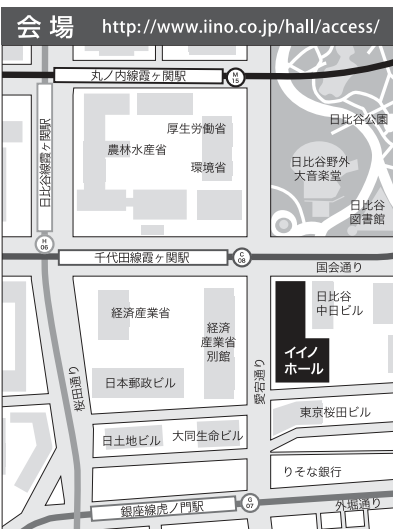 会場 http://www.iino.co.jp/hall/access/
丸ノ内線霞ヶ関駅
M
15
日比谷線霞ヶ関駅
厚生労働省
農林水産省
環境省
日比谷公園
日比谷野外
大音楽堂
日比谷
図書館
H
06
千代田線霞ヶ関駅
C
08
国会通り
経済産業省
経済
産業省
別館
日比谷
中日ビル
イイノ
ホール
日本郵政ビル
桜田通り
愛宕通り
東京桜田ビル
日土地ビル
大同生命ビル
りそな銀行
銀座線虎ノ門駅
G
07
外堀通り